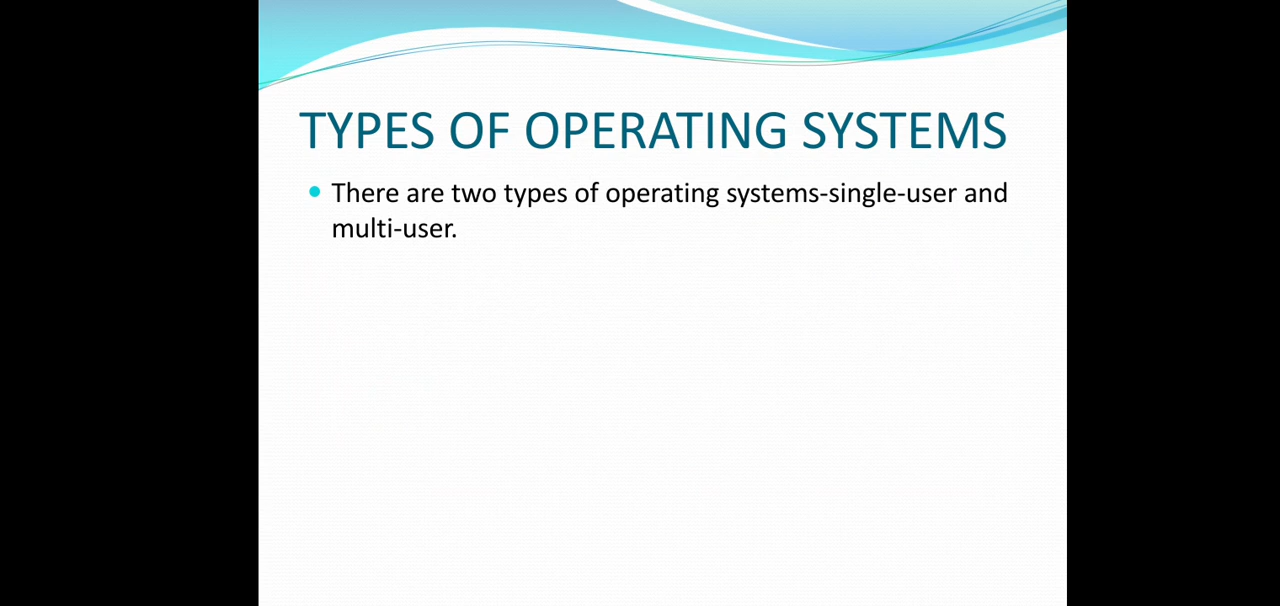 TYPES OF OPERATING SYSTEMS
There are two types of operating systems-single-user and
multi-user.